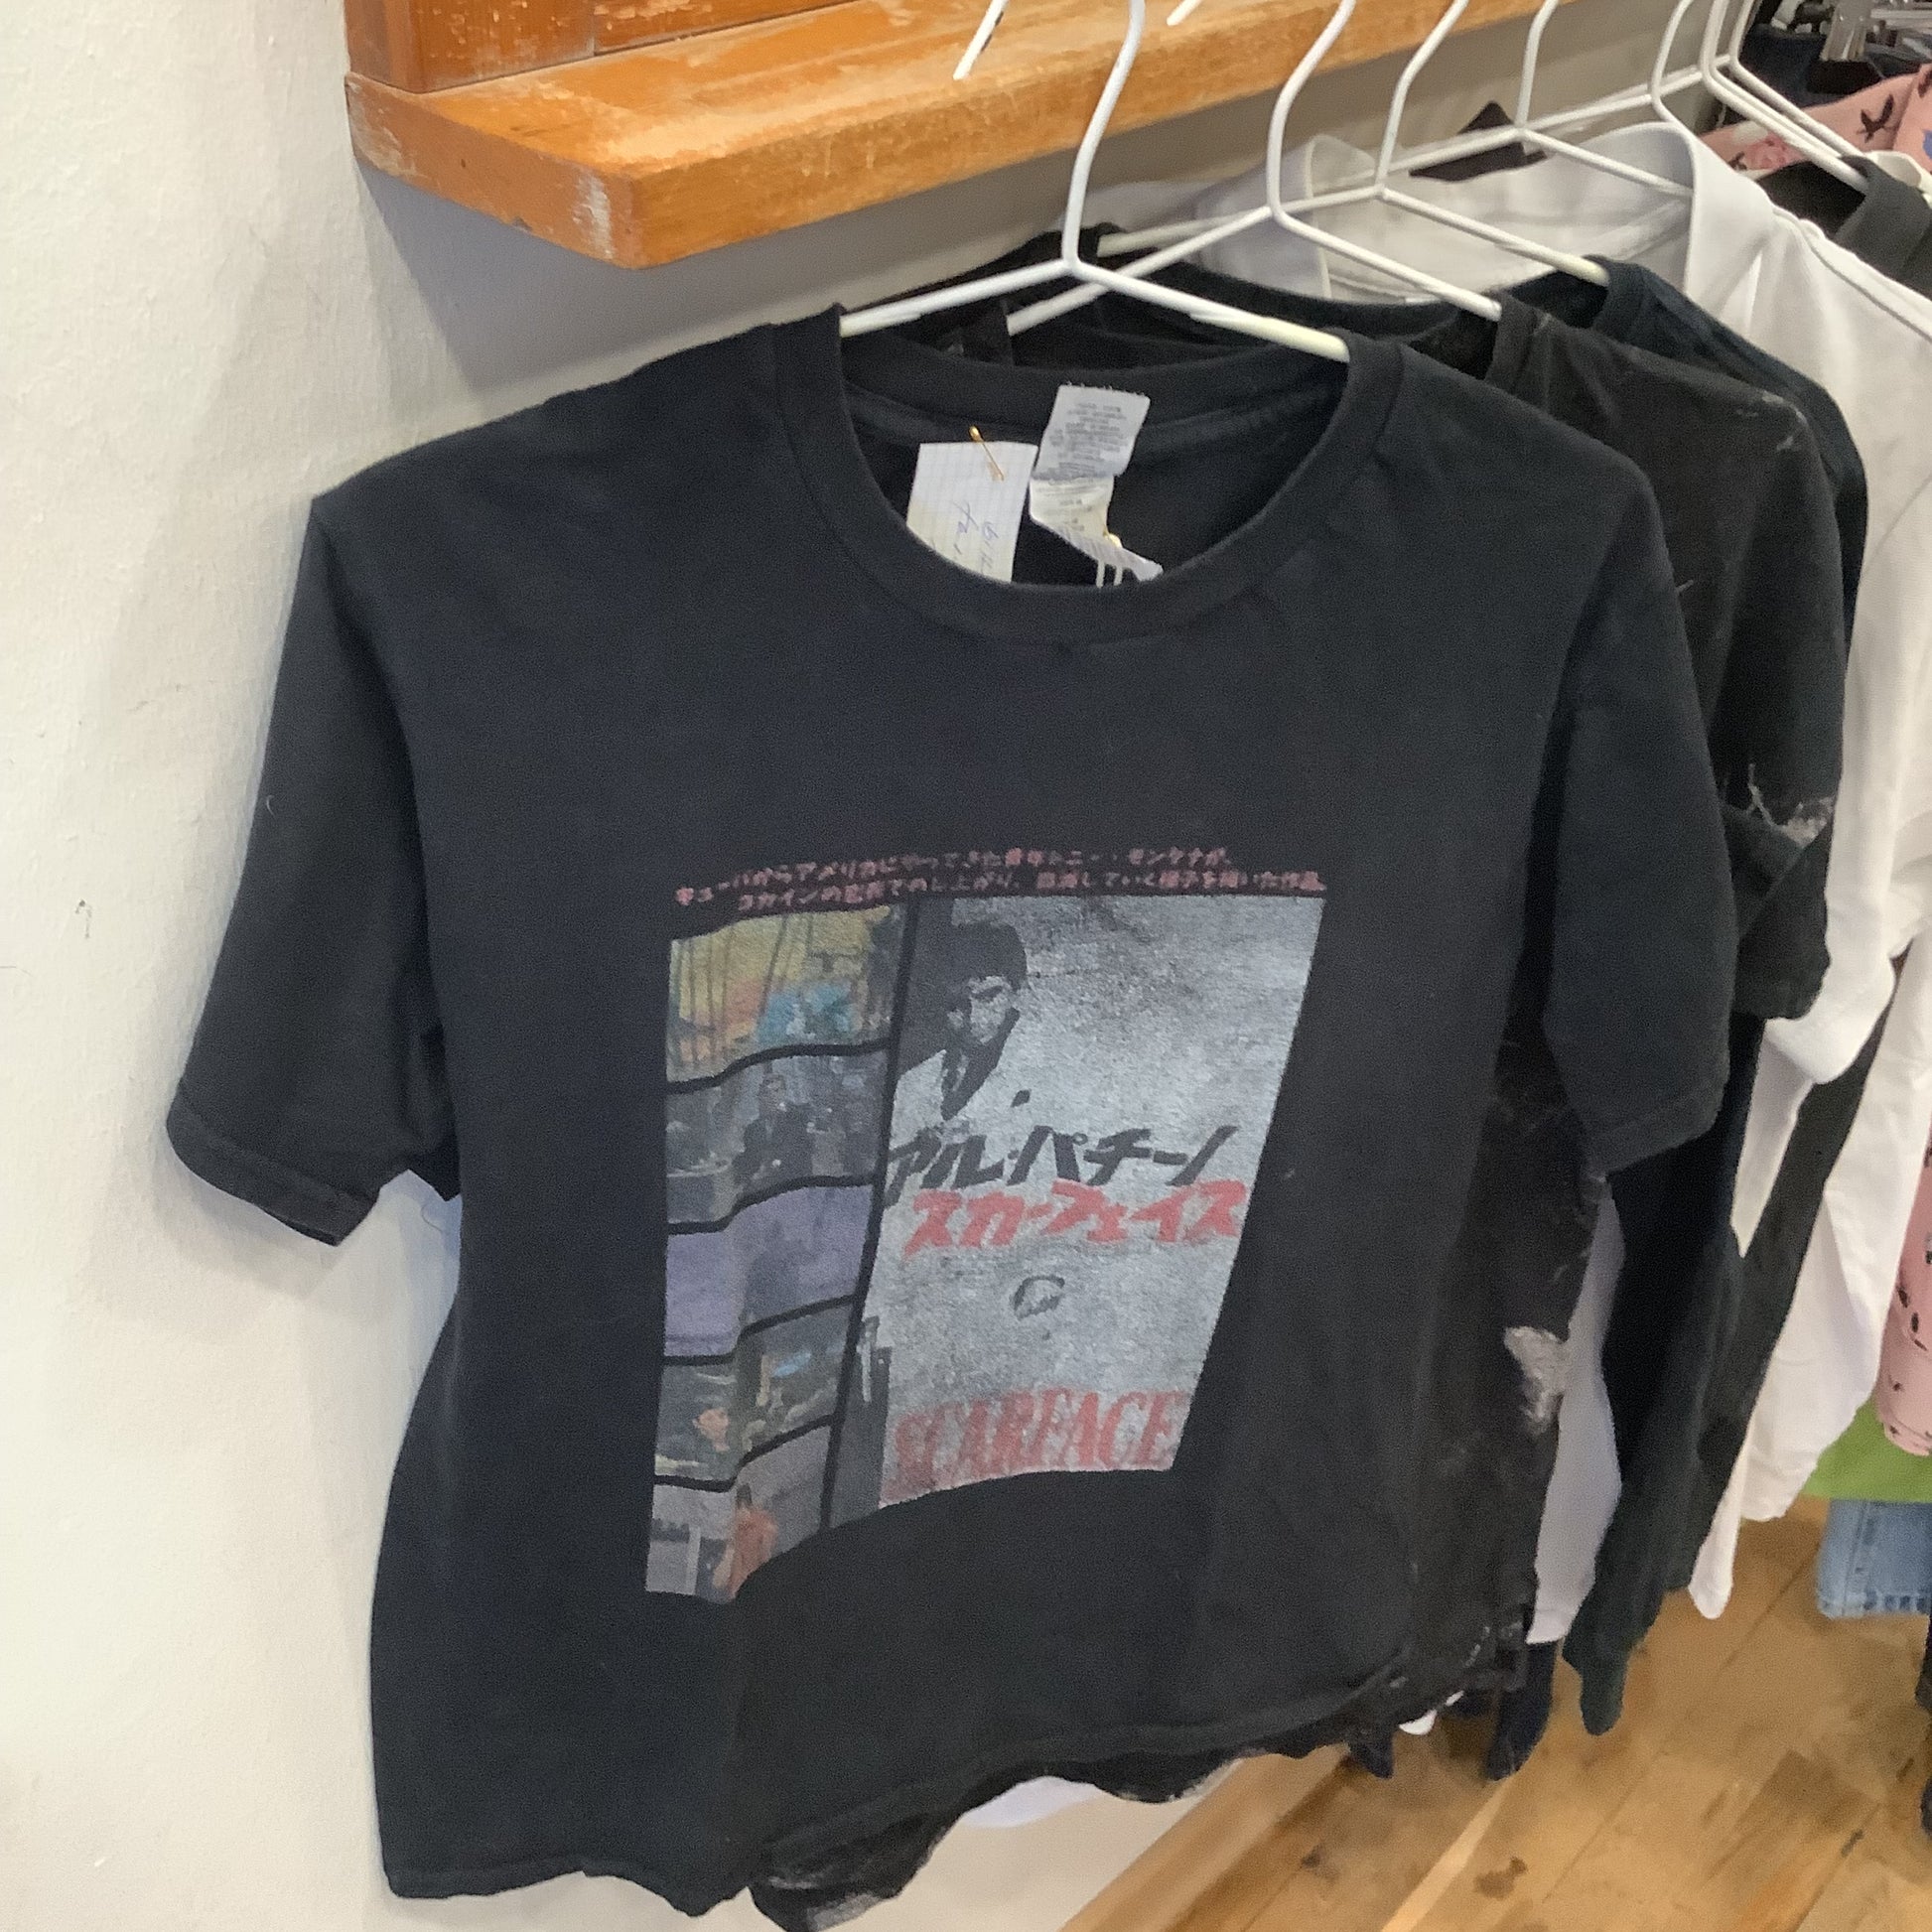 キューバからアメリカにやってきた青年トニー・モンタナが、
コカインの世界でのし上がり、自滅していく様子を描いた作品
アル・パチーノ
スカーフェイス
SCARFACE